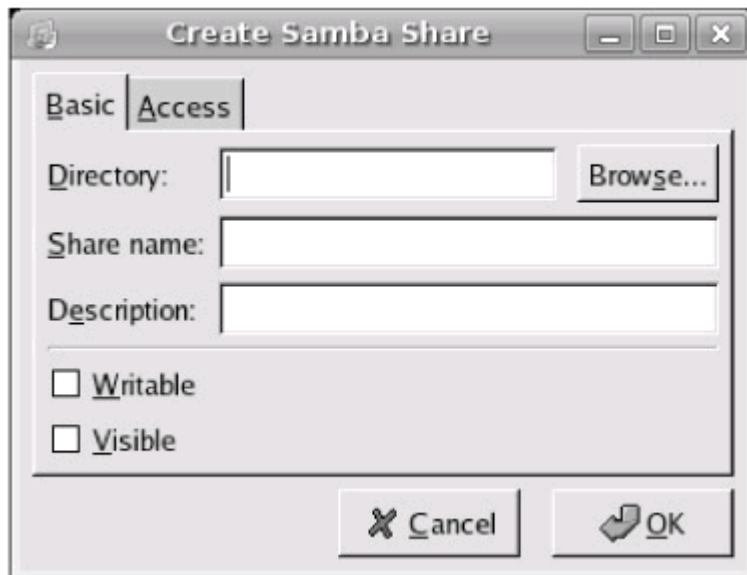 Create Samba Share
Basic Access
Directory: Browse...
Share name:
Description:
Writable
Visible
Cancel OK